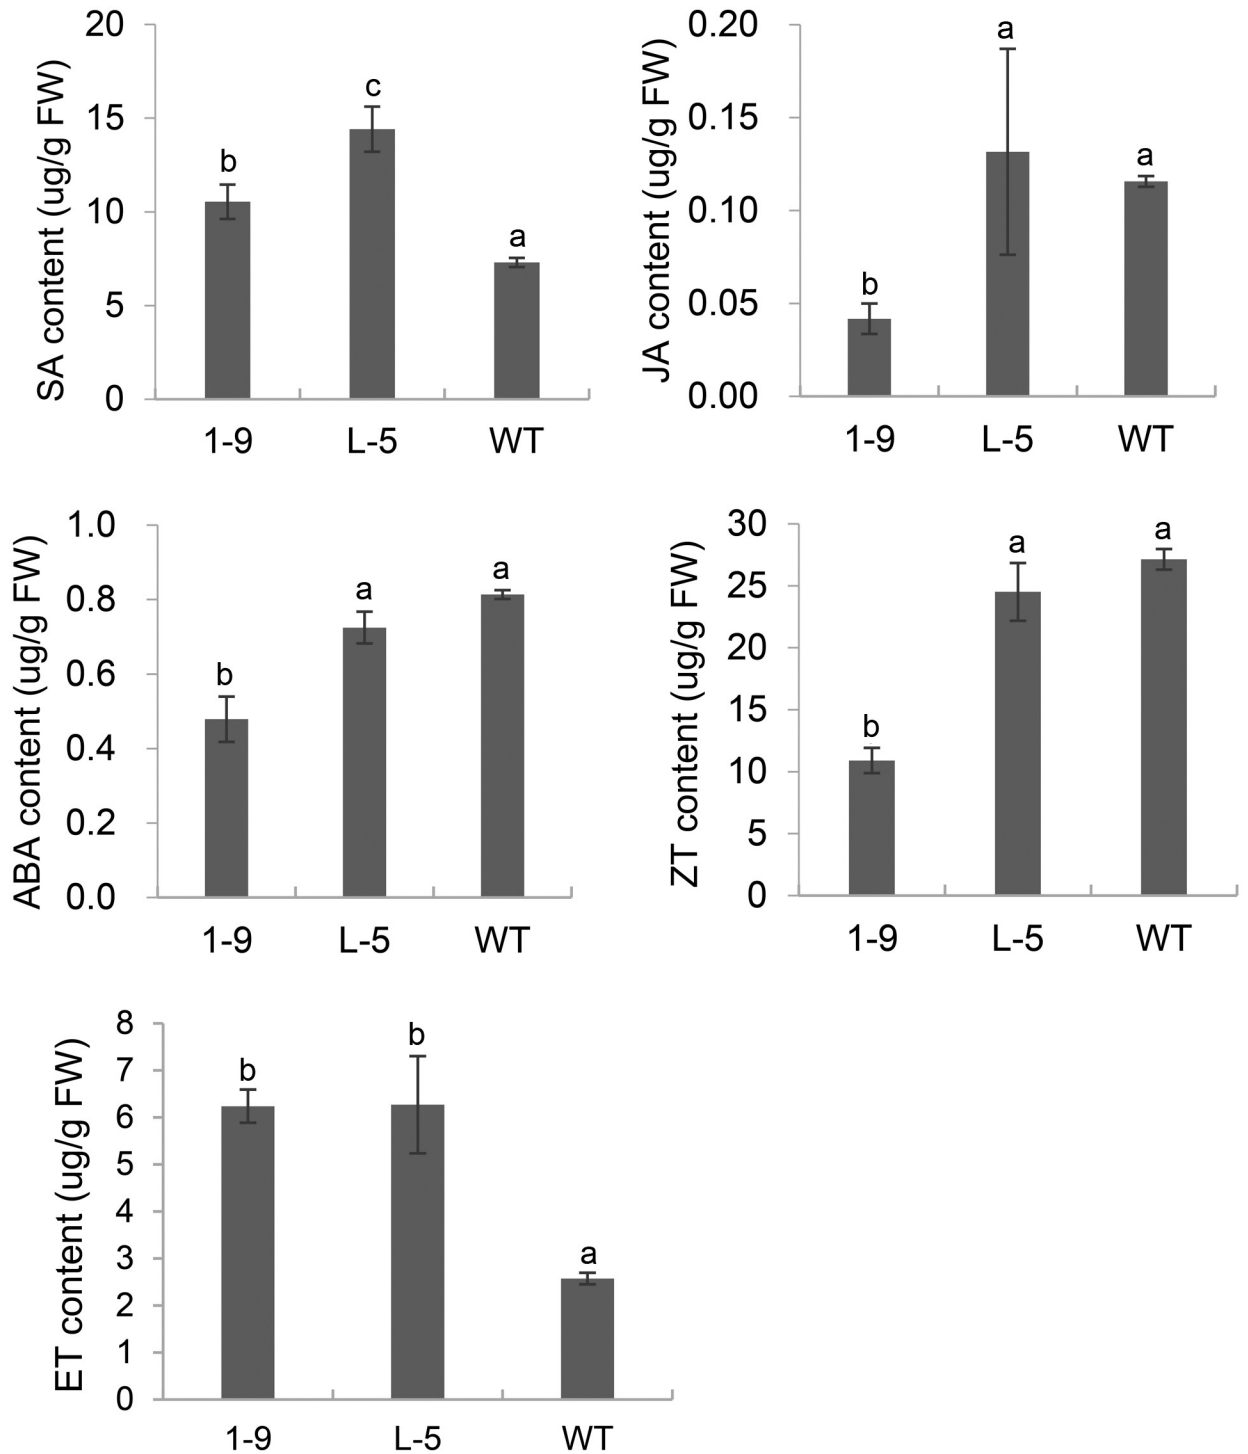 SA content (ug/g FW)
20
15
10
5
0
b
c
a
1-9
L-5
WT
JA content (ug/g FW)
0.20
0.15
0.10
0.05
0.00
b
a
a
1-9
L-5
WT
ABA content (ug/g FW)
1.0
0.8
0.6
0.4
0.2
0.0
b
a
a
1-9
L-5
WT
ZT content (ug/g FW)
30
25
20
15
10
5
0
b
a
a
1-9
L-5
WT
ET content (ug/g FW)
8
7
6
5
4
3
2
1
0
b
b
a
1-9
L-5
WT